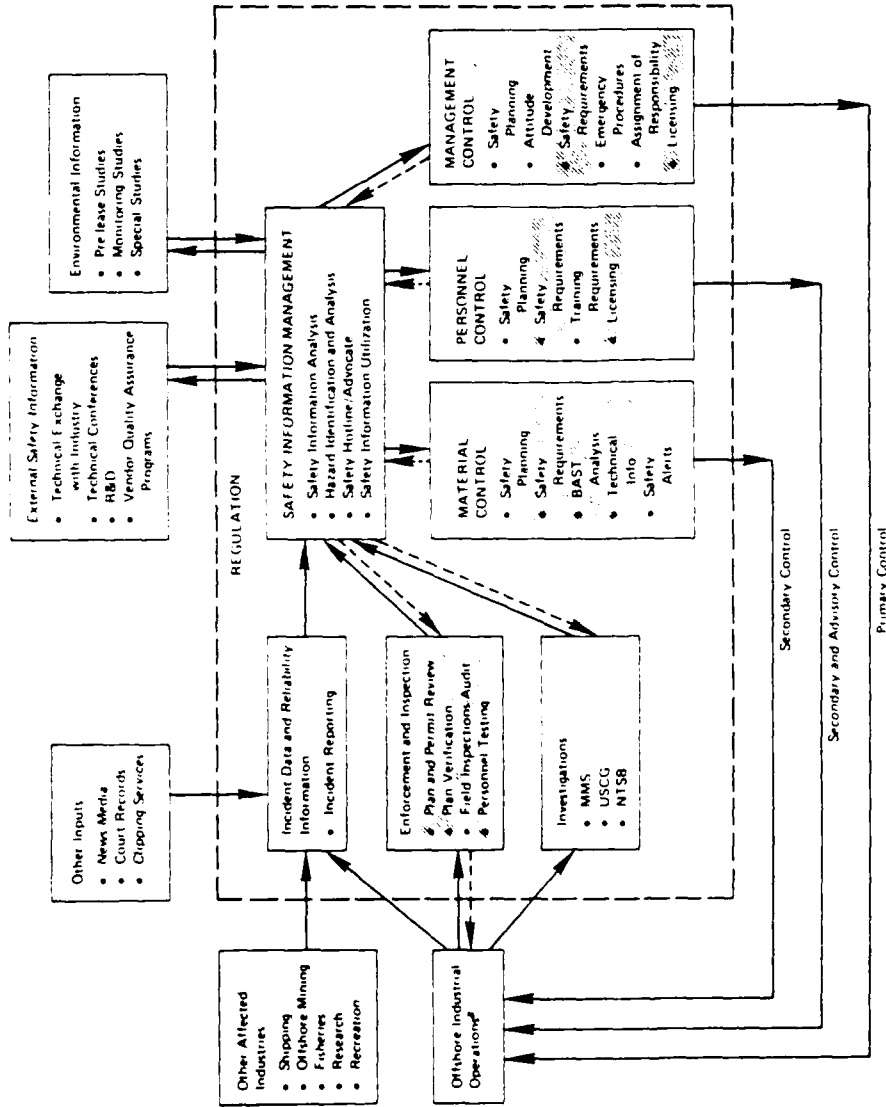 Other Affected
Industries
• Shipping
• Offshore Mining
• Fisheries
• Research
• Recreation
Offshore Industrial
Operationsa
Other Inputs
• News Media
• Court Records
• Clipping Services
Incident Data and Reliability
Information
• Incident Reporting
Enforcement and Inspection
• Plan and Permit Review
• Plan Verification
• Field Inspections Audit
• Personnel Testing
Investigations
• MMS
• USCG
• NTSB
REGULATION
External Safety Information
• Technical Exchange
with Industry
• Technical Conferences
• R&D
• Vendor Quality Assurance
Programs
Environmental Information
• Pre lease Studies
• Monitoring Studies
• Special Studies
SAFETY INFORMATION MANAGEMENT
• Safety Information Analysis
• Hazard Identification and Analysis
• Safety Hotline/Advocate
• Safety Information Utilization
MATERIAL
CONTROL
• Safety
Planning
• Safety
Requirements
• BAST
Analysis
• Technical
Info
• Safety
Alerts
PERSONNEL
CONTROL
• Safety
Planning
• Safety
Requirements
• Training
Requirements
• Licensing
MANAGEMENT
CONTROL
• Safety
Planning
• Attitude
Development
• Safety
Requirements
• Emergency
Procedures
• Assignment of
Responsibility
• Licensing
Secondary Control
Secondary and Advisory Control
Primary Control